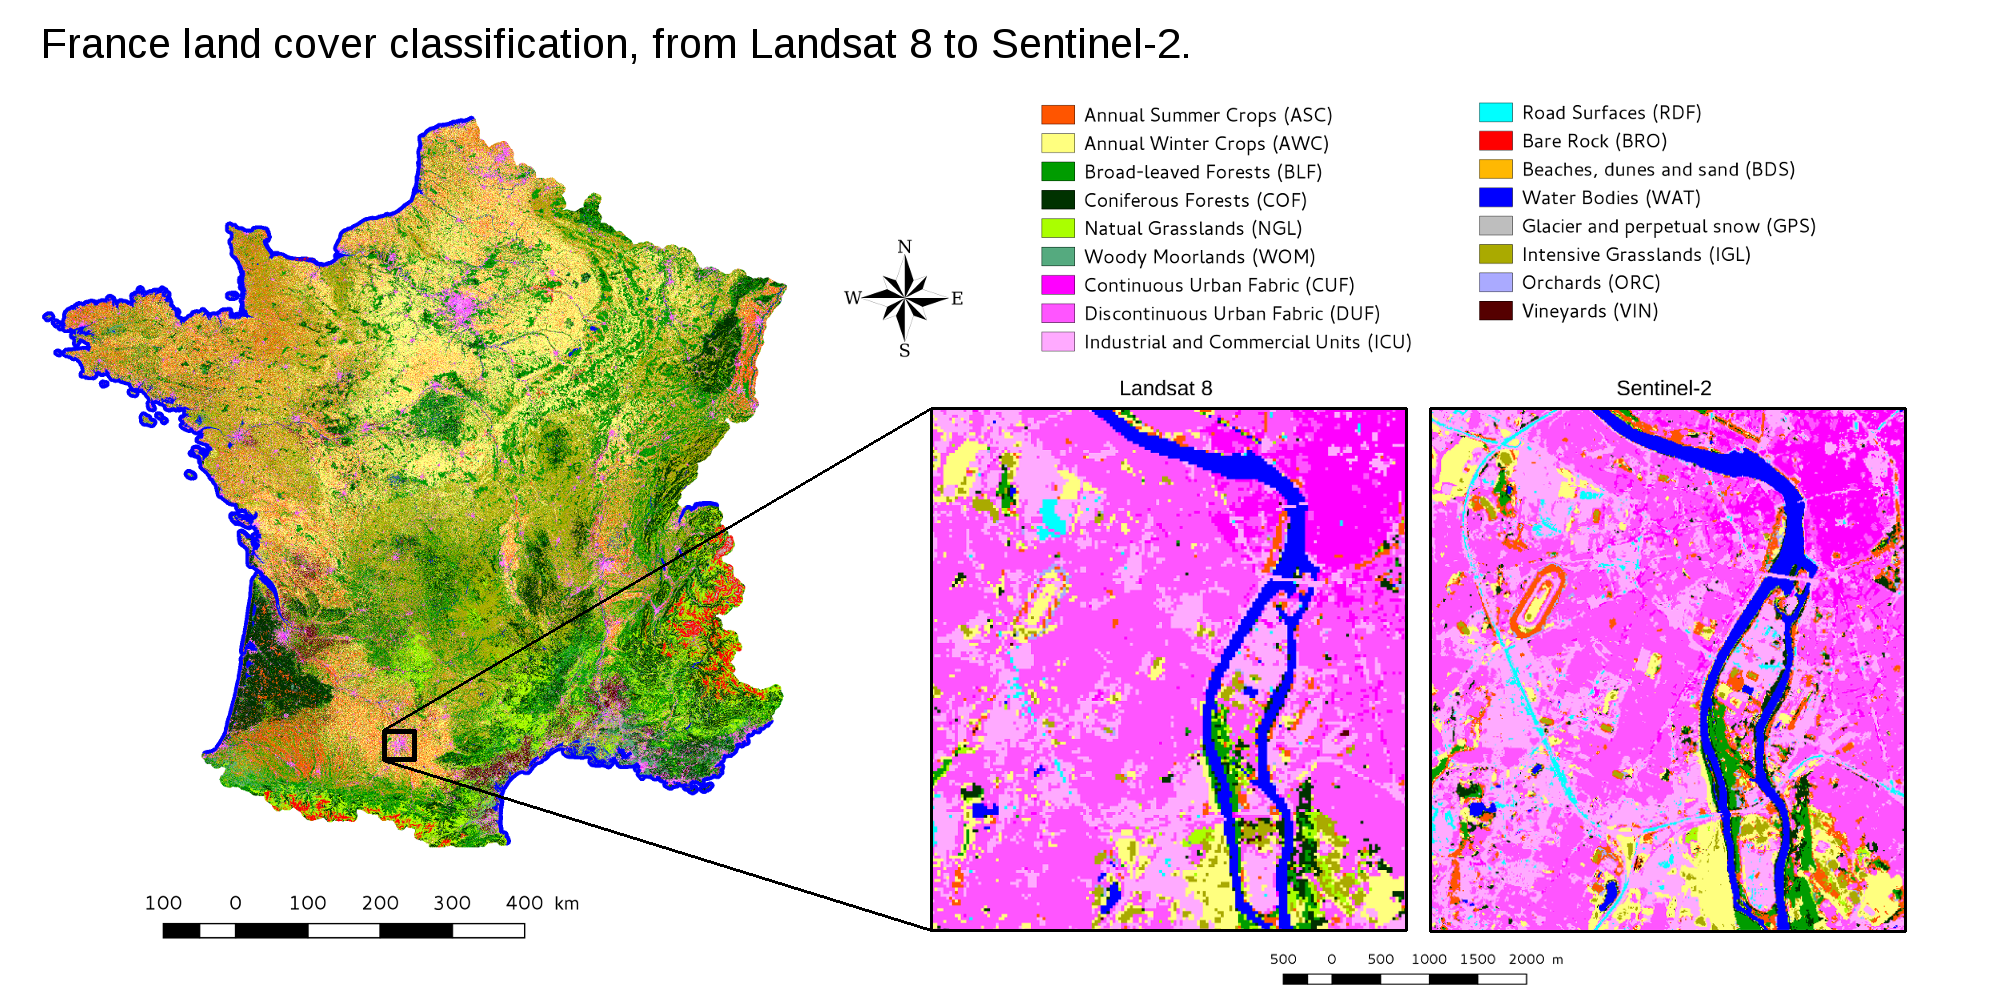 France land cover classification, from Landsat 8 to Sentinel-2.
Annual Summer Crops (ASC)
Annual Winter Crops (AWC)
Broad-leaved Forests (BLF)
Coniferous Forests (COF)
Natual Grasslands (NGL)
Woody Moorlands (WOM)
Continuous Urban Fabric (CUF)
Discontinuous Urban Fabric (DUF)
Industrial and Commercial Units (ICU)
Road Surfaces (RDF)
Bare Rock (BRO)
Beaches, dunes and sand (BDS)
Water Bodies (WAT)
Glacier and perpetual snow (GPS)
Intensive Grasslands (IGL)
Orchards (ORC)
Vineyards (VIN)
N
W E
S
Landsat 8
Sentinel-2
100 0 100 200 300 400 km
500 0 500 1000 1500 2000 m